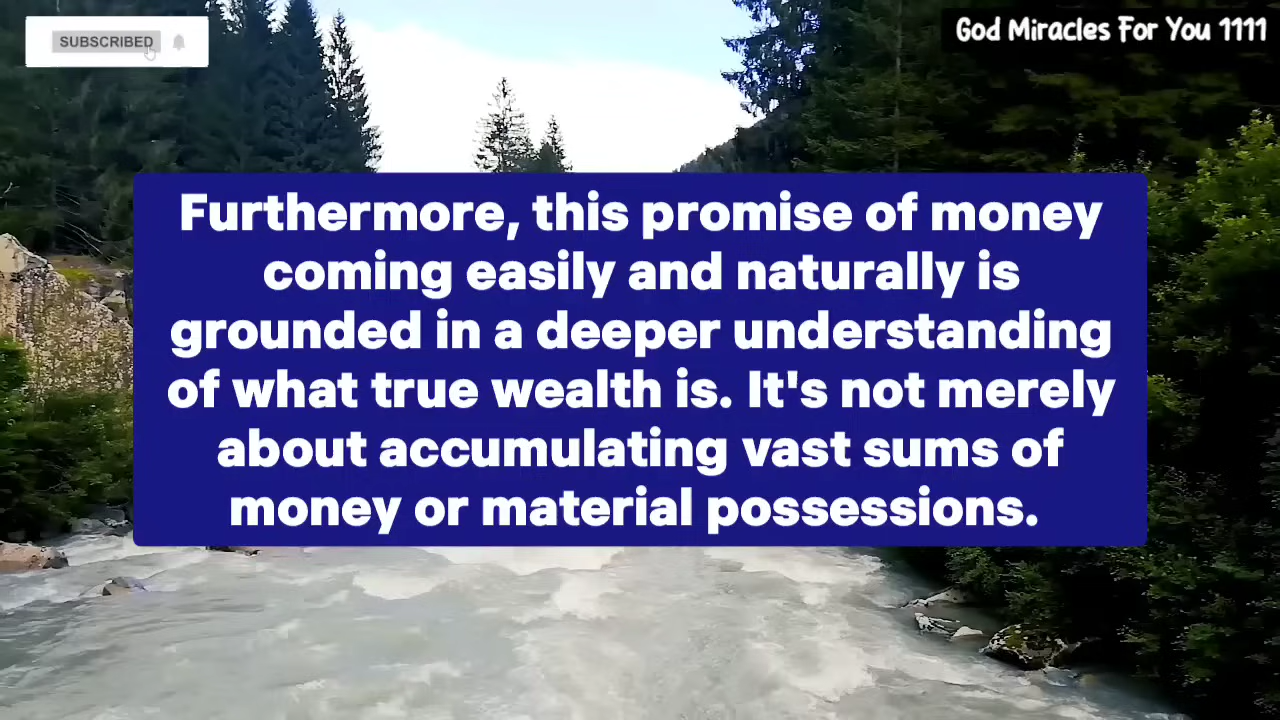 SUBSCRIBED
God Miracles For You 1111
Furthermore, this promise of money
coming easily and naturally is
grounded in a deeper understanding
of what true wealth is. It's not merely
about accumulating vast sums of
money or material possessions.